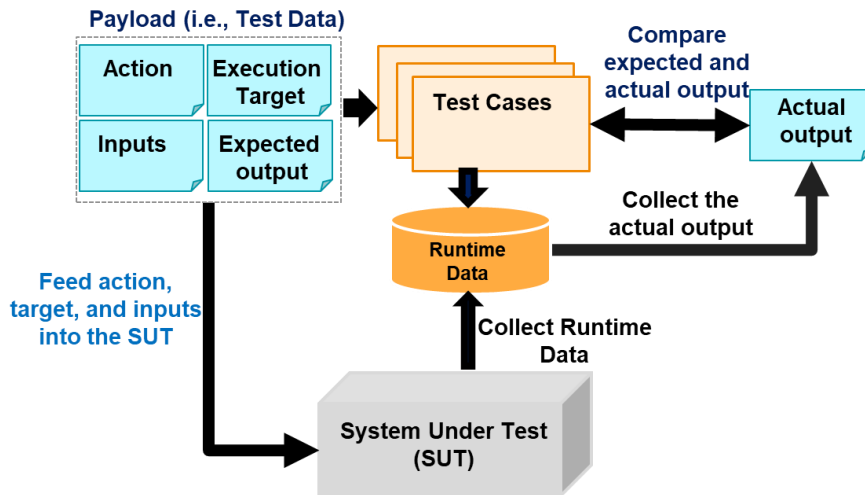 Payload (i.e., Test Data)
Action
Execution
Target
Inputs
Expected
output
Test Cases
Compare
expected and
actual output
Actual
output
Runtime
Data
Collect the
actual output
Feed action,
target, and inputs
into the SUT
Collect Runtime
Data
System Under Test
(SUT)